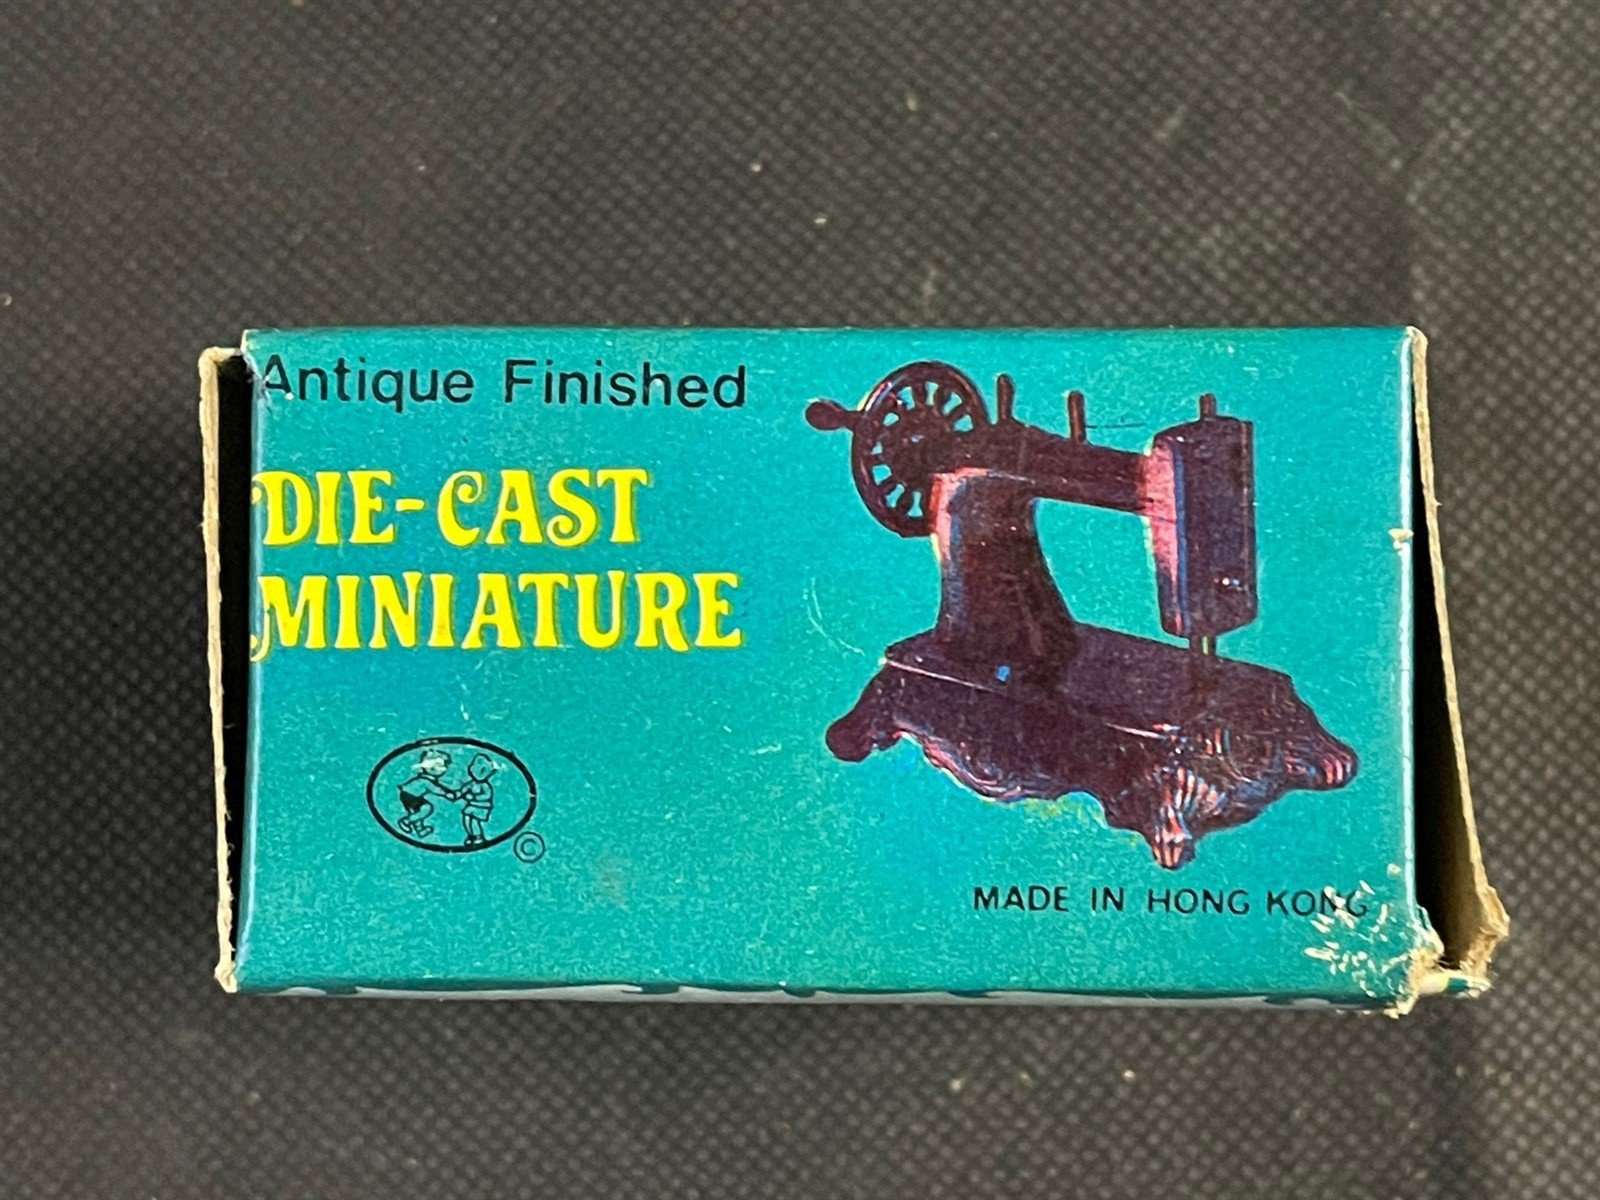 Antique Finished
DIE-CAST
MINIATURE
©
MADE IN HONG KONG